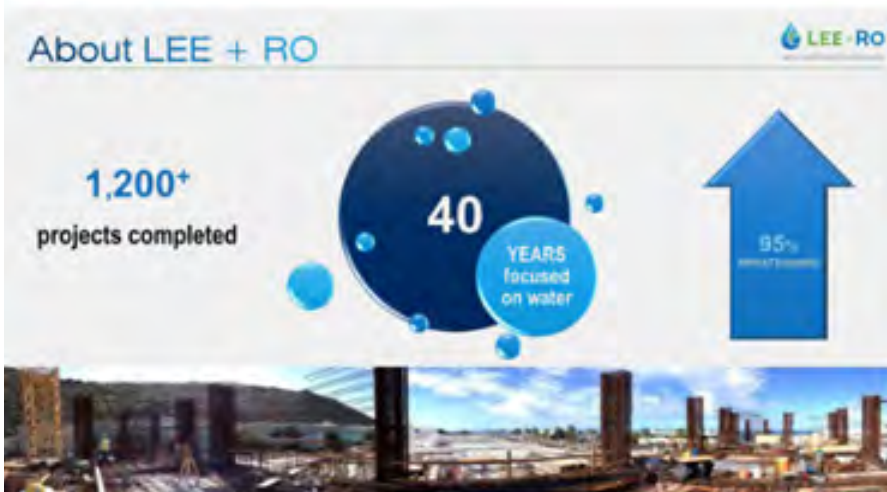 About LEE + RO
LEE + RO
1,200+
projects completed
40
YEARS
focused
on water
95%